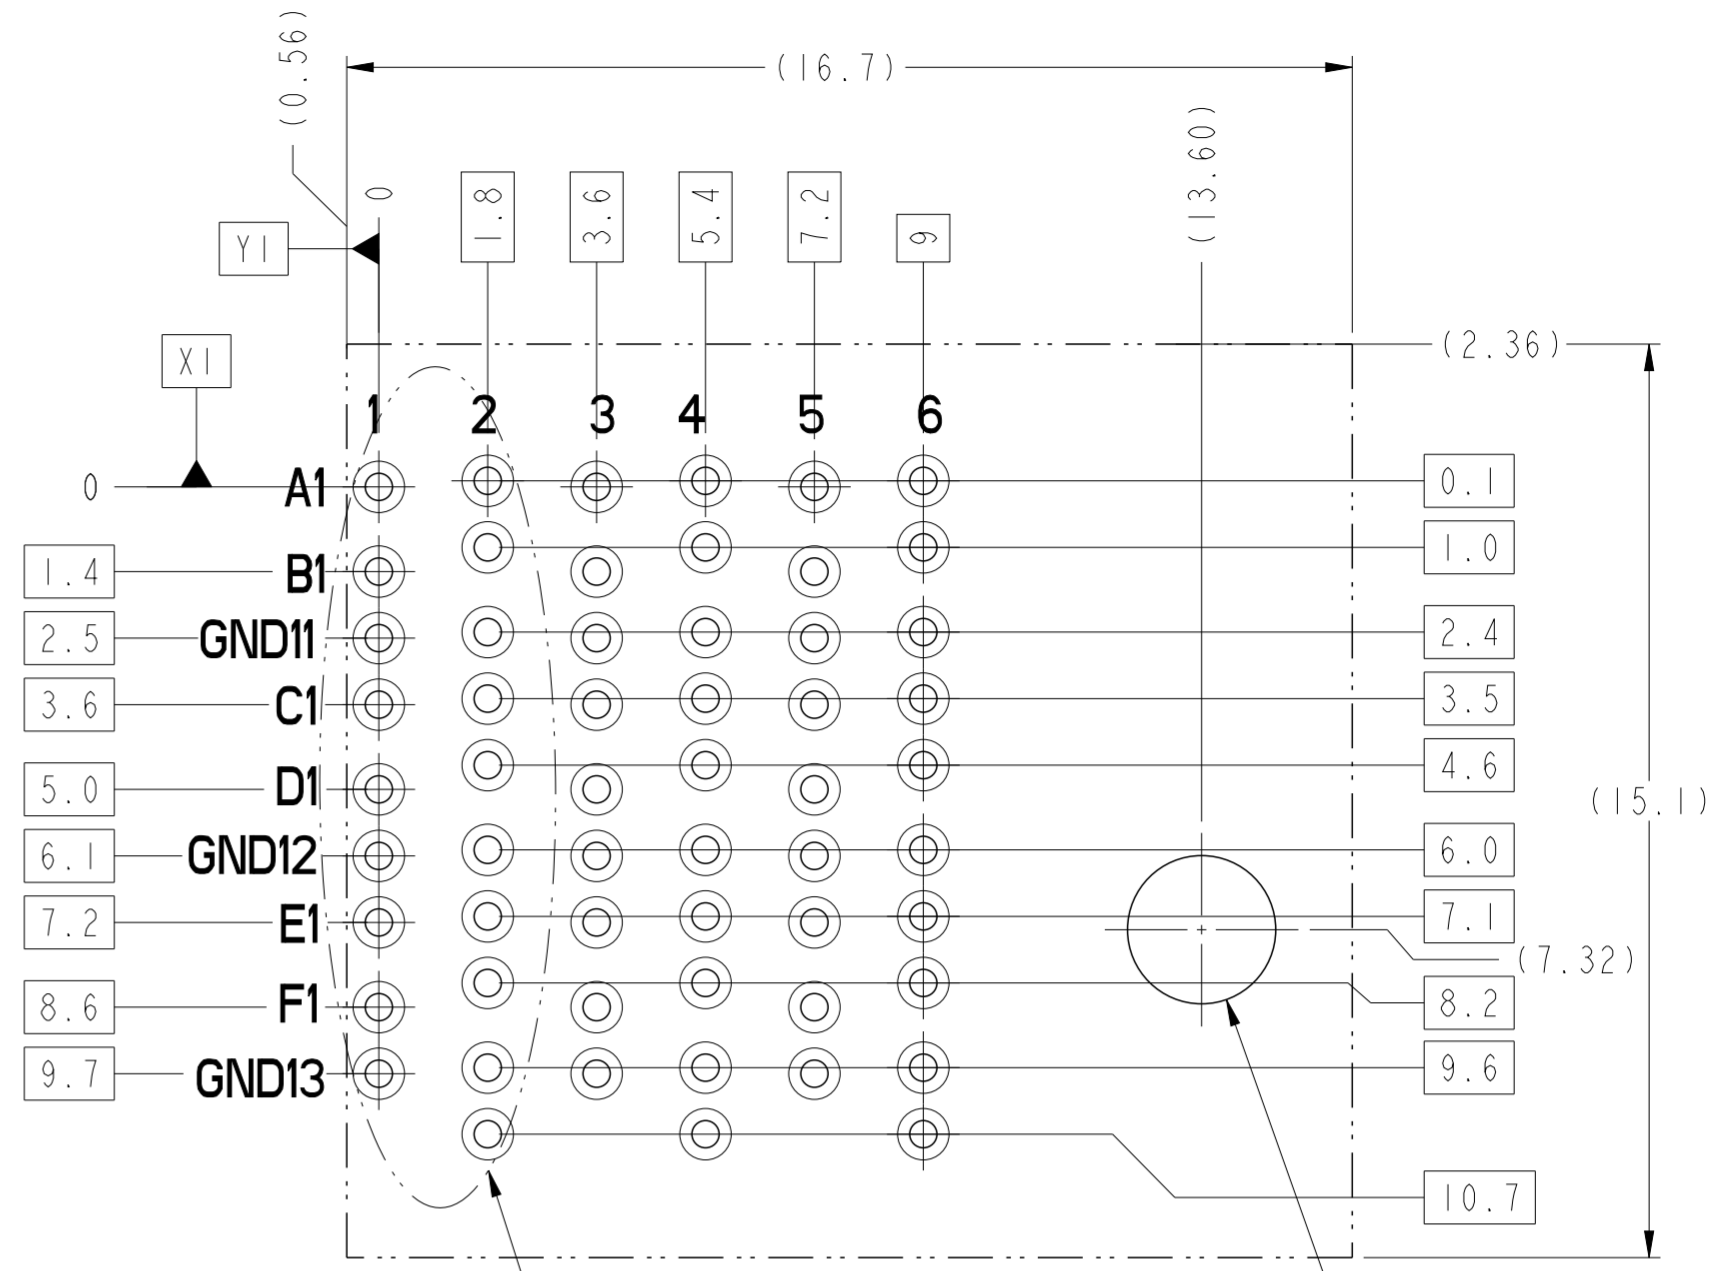 (0.56)
(16.7)
(13.60)
0
1.8
3.6
5.4
7.2
9
Y1
X1
(2.36)
1 2 3 4 5 6
0 A1 0.1
1.0
1.4 B1
2.5 GND11 2.4
3.6 C1 3.5
4.6
5.0 D1
(15.1)
6.1 GND12 6.0
7.2 E1 7.1
(7.32)
8.6 F1 8.2
9.7 GND13 9.6
10.7